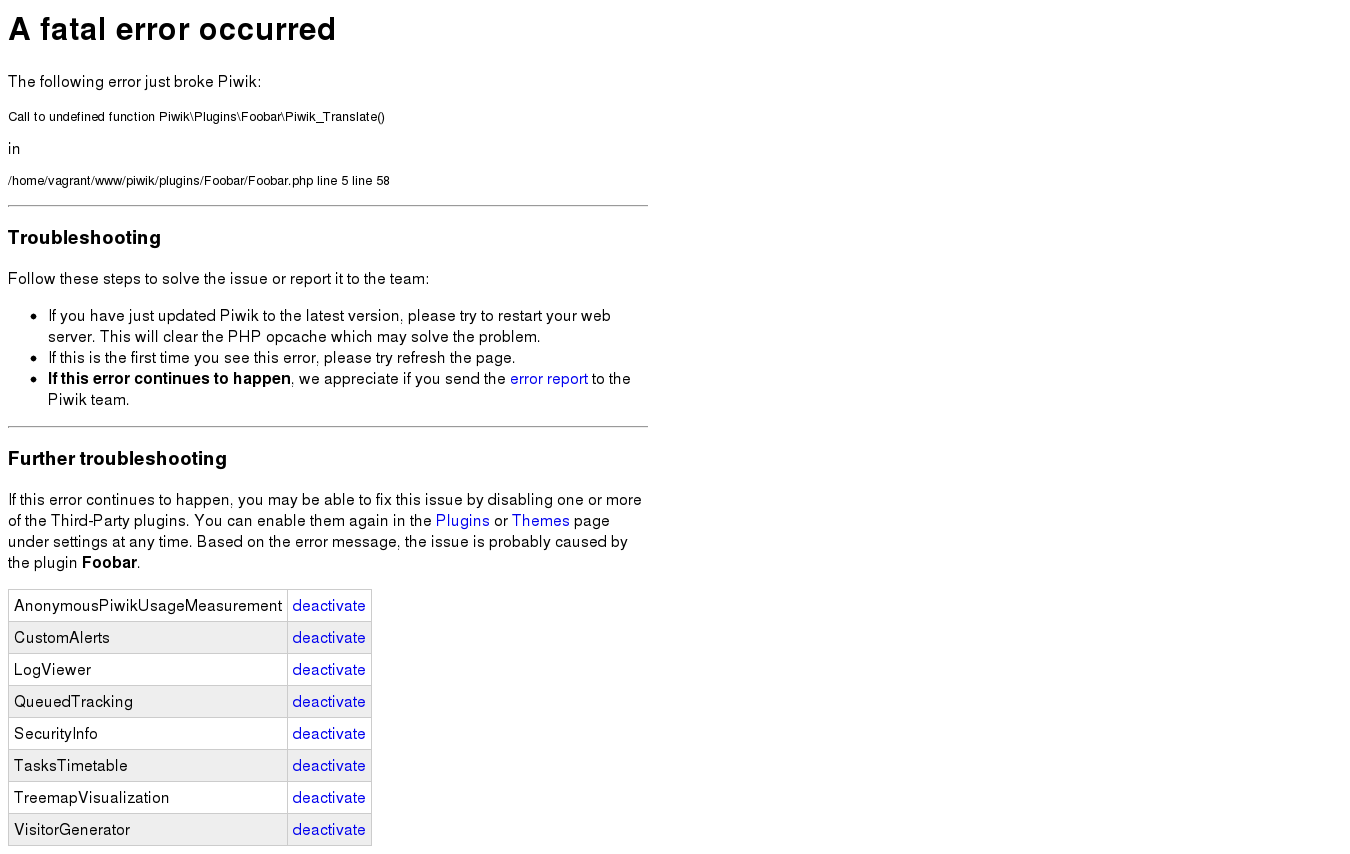 A fatal error occurred
The following error just broke Piwik:
Call to undefined function Piwik\Plugins\Foobar\Piwik_Translate()
in
/home/vagrant/www/piwik/plugins/Foobar/Foobar.php line 5 line 58
Troubleshooting
Follow these steps to solve the issue or report it to the team:
• If you have just updated Piwik to the latest version, please try to restart your web
server. This will clear the PHP opcache which may solve the problem.
• If this is the first time you see this error, please try refresh the page.
• If this error continues to happen, we appreciate if you send the error report to the
Piwik team.
Further troubleshooting
If this error continues to happen, you may be able to fix this issue by disabling one or more
of the Third-Party plugins. You can enable them again in the Plugins or Themes page
under settings at any time. Based on the error message, the issue is probably caused by
the plugin Foobar.
AnonymousPiwikUsageMeasurement deactivate
CustomAlerts deactivate
LogViewer deactivate
QueuedTracking deactivate
SecurityInfo deactivate
TasksTimetable deactivate
TreemapVisualization deactivate
VisitorGenerator deactivate